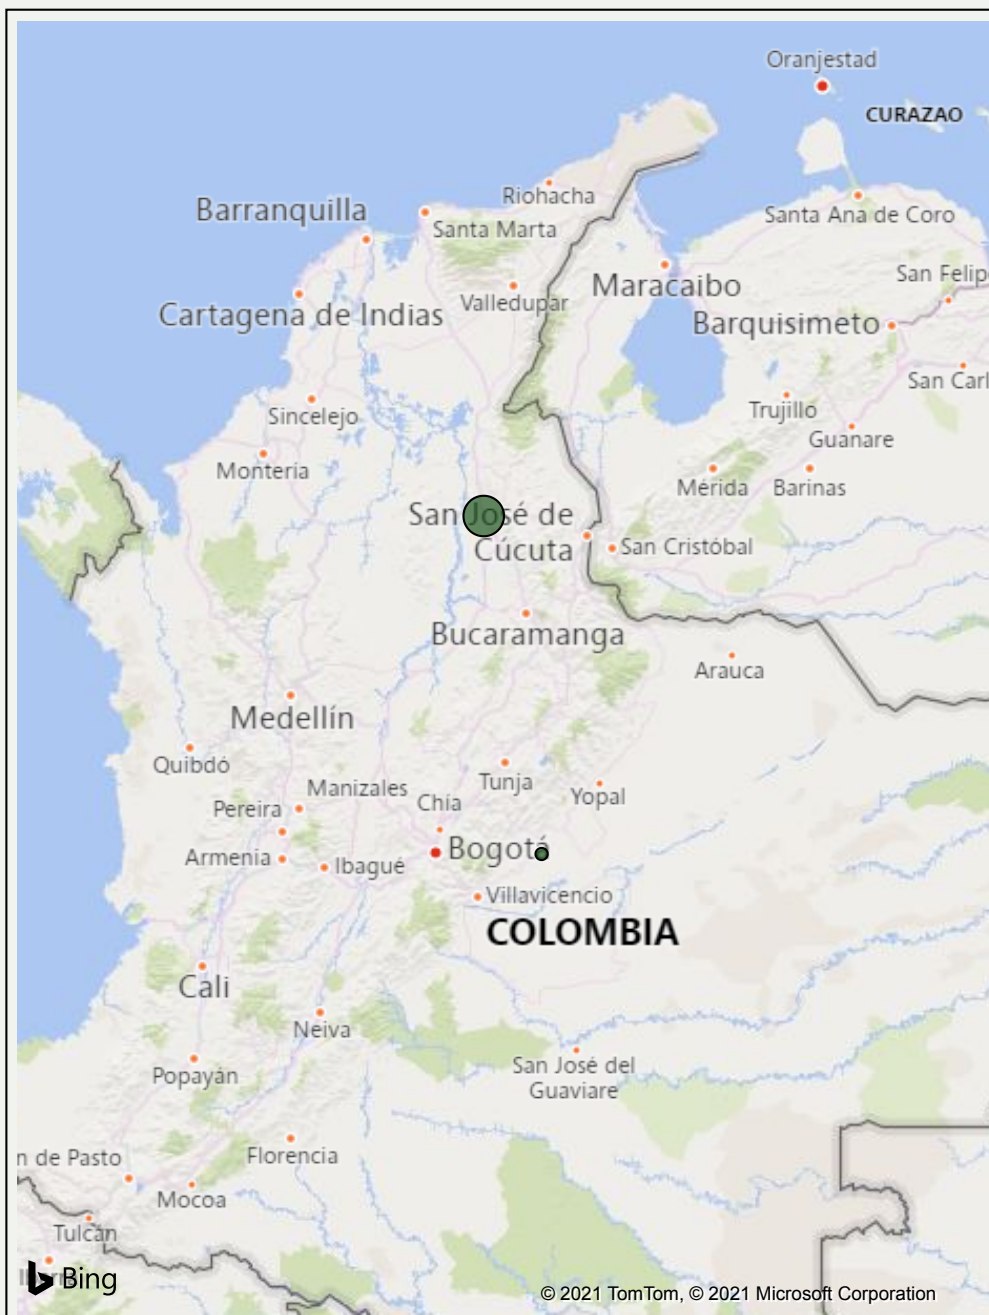 Oranjestad
CURAZAO
Riohacha
Barranquilla
Santa Ana de Coro
Santa Marta
San Felip
Maracaibo
Valledupar
Cartagena de Indias
Barquisimeto
San Carl
Trujillo
Sincelejo
Guanare
Montería
Mérida
Barinas
San José de
Cúcuta
San Cristóbal
Bucaramanga
Arauca
Medellín
Quibdó
Tunja
Manizales
Yopal
Chía
Pereira
Bogotá
Armenia
Ibagué
Villavicencio
COLOMBIA
Cali
Neiva
San José del
Guaviare
Popayán
Florencia
n de Pasto
Mocoa
Tulcán
Bing
© 2021 TomTom, © 2021 Microsoft Corporation